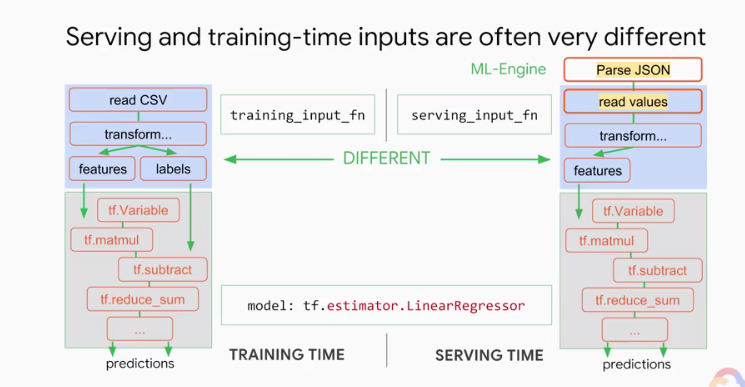 Serving and training-time inputs are often very different
ML-Engine
Parse JSON
read CSV
training_input_fn
serving_input_fn
read values
transform...
transform...
DIFFERENT
features
labels
features
tf.Variable
tf.Variable
tf.matmul
tf.matmul
tf.subtract
tf.subtract
tf.reduce_sum
model: tf.estimator.LinearRegressor
tf.reduce_sum
...
...
predictions
TRAINING TIME
SERVING TIME
predictions